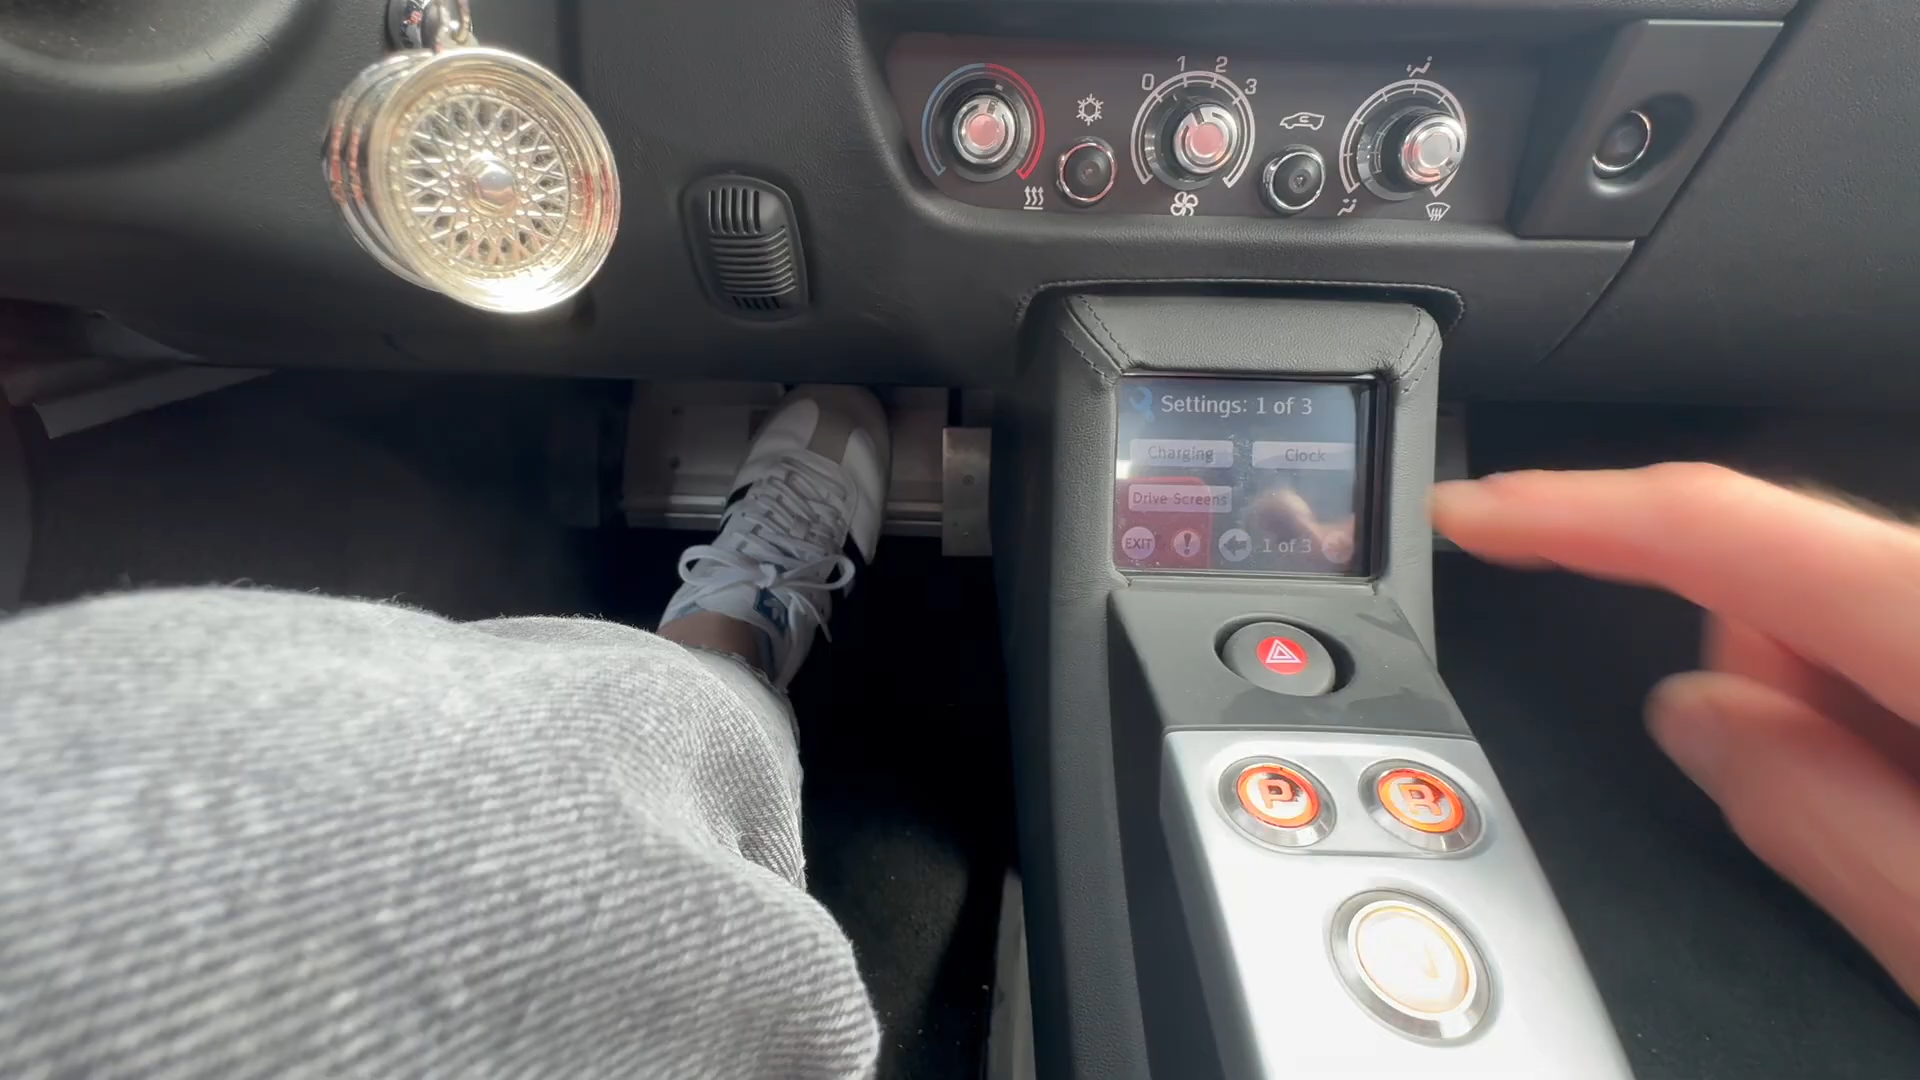 0 1 2 3
Settings: 1 of 3
Charging Clock
Drive Screens
EXIT ! 1 of 3
P R